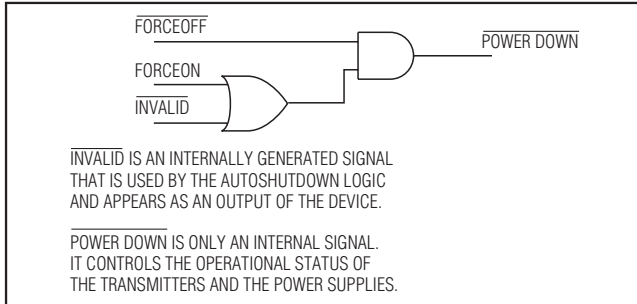 FORCEOFF
POWER DOWN
FORCEON
INVALID
INVALID IS AN INTERNALLY GENERATED SIGNAL
THAT IS USED BY THE AUTOSHUTDOWN LOGIC
AND APPEARS AS AN OUTPUT OF THE DEVICE.
POWER DOWN IS ONLY AN INTERNAL SIGNAL.
IT CONTROLS THE OPERATIONAL STATUS OF
THE TRANSMITTERS AND THE POWER SUPPLIES.